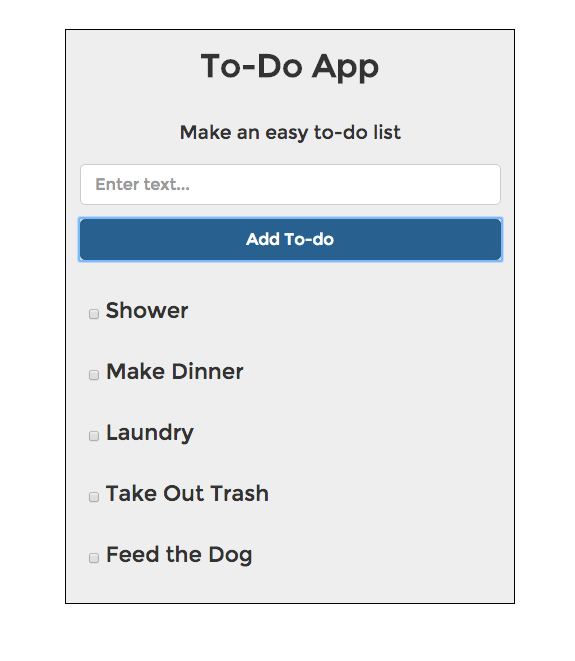 To-Do App
Make an easy to-do list
Enter text...
Add To-do
Shower
Make Dinner
Laundry
Take Out Trash
Feed the Dog